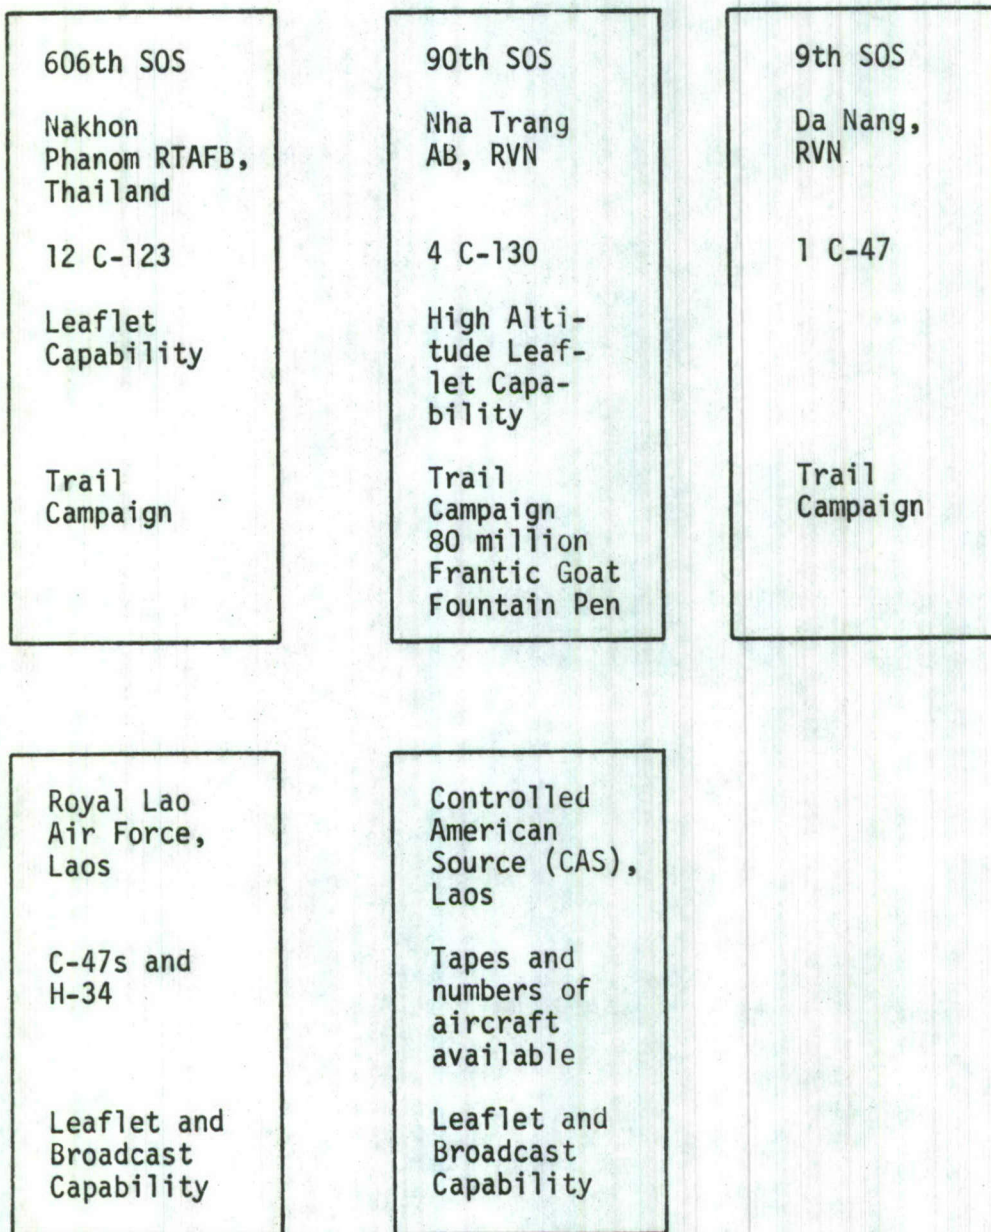 606th SOS
Nakhon
Phanom RTAFB,
Thailand
12 C-123
Leaflet
Capability
Trail
Campaign
90th SOS
Nha Trang
AB, RVN
4 C-130
High Alti-
tude Leaf-
let Capa-
bility
Trail
Campaign
80 million
Frantic Goat
Fountain Pen
9th SOS
Da Nang,
RVN
1 C-47
Trail
Campaign
Royal Lao
Air Force,
Laos
C-47s and
H-34
Leaflet and
Broadcast
Capability
Controlled
American
Source (CAS),
Laos
Tapes and
numbers of
aircraft
available
Leaflet and
Broadcast
Capability